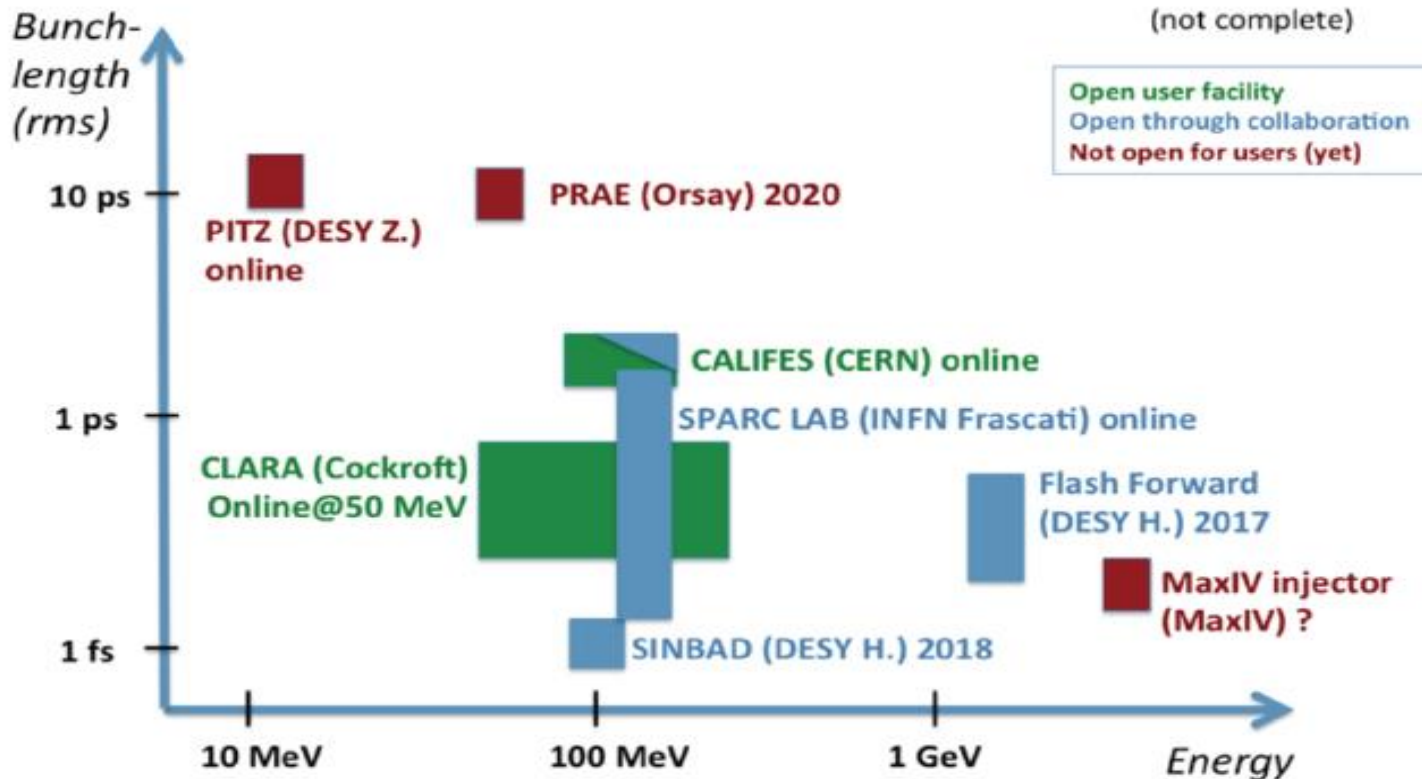 Bunch-
length
(rms)
(not complete)
Open user facility
Open through collaboration
Not open for users (yet)
10 ps
PITZ (DESY Z.)
online
PRAE (Orsay) 2020
CALIFES (CERN) online
1 ps
SPARC LAB (INFN Frascati) online
CLARA (Cockroft)
Online@50 MeV
Flash Forward
(DESY H.) 2017
MaxIV injector
(MaxIV) ?
1 fs
SINBAD (DESY H.) 2018
10 MeV
100 MeV
1 GeV
Energy